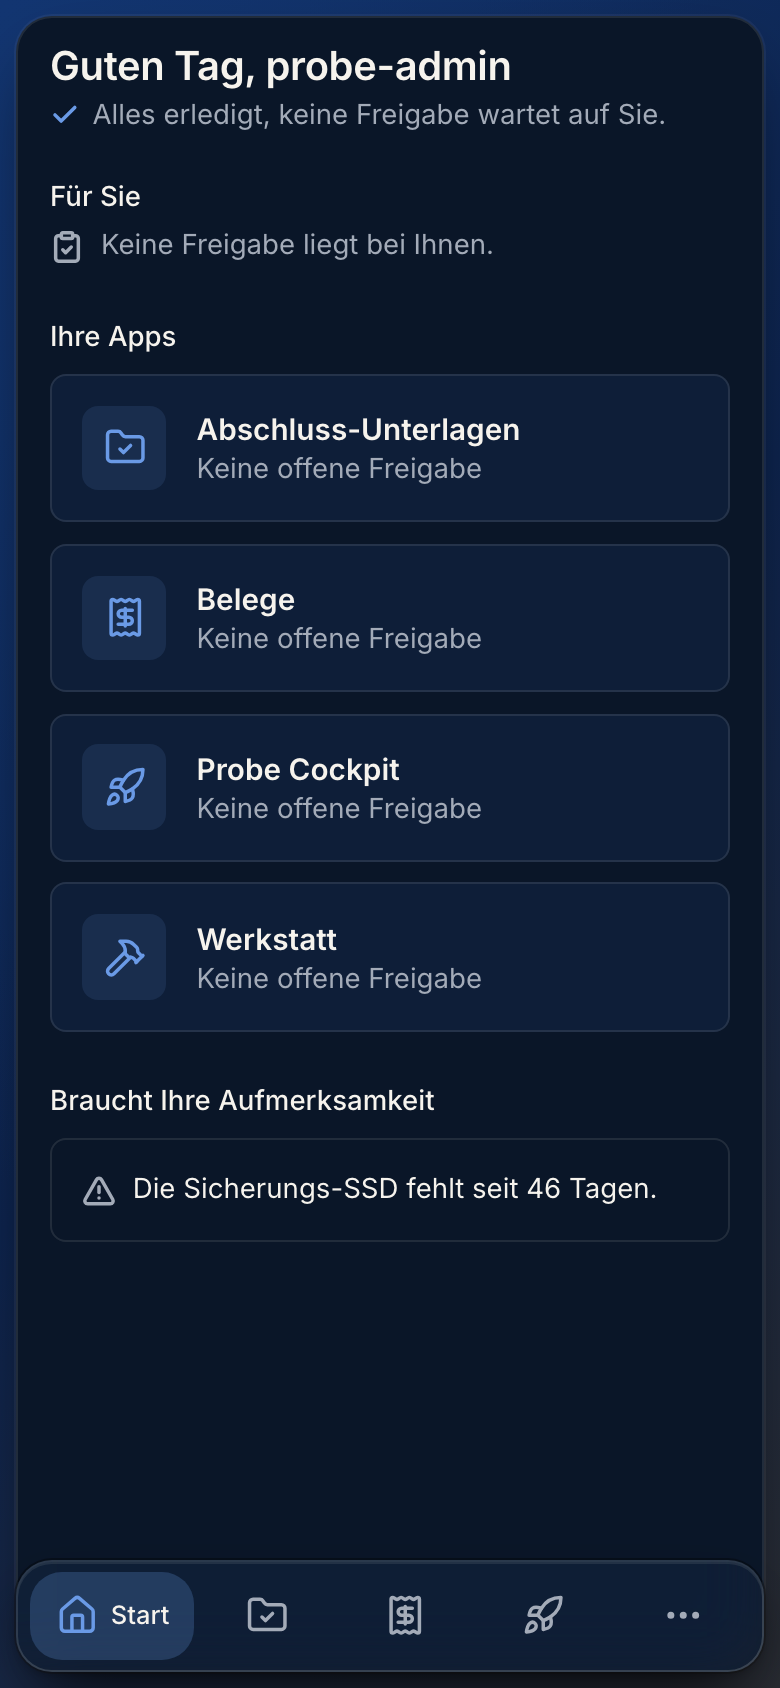 Guten Tag, probe-admin
Alles erledigt, keine Freigabe wartet auf Sie.
Für Sie
Keine Freigabe liegt bei Ihnen.
Ihre Apps
Abschluss-Unterlagen
Keine offene Freigabe
Belege
Keine offene Freigabe
Probe Cockpit
Keine offene Freigabe
Werkstatt
Keine offene Freigabe
Braucht Ihre Aufmerksamkeit
Die Sicherungs-SSD fehlt seit 46 Tagen.
Start